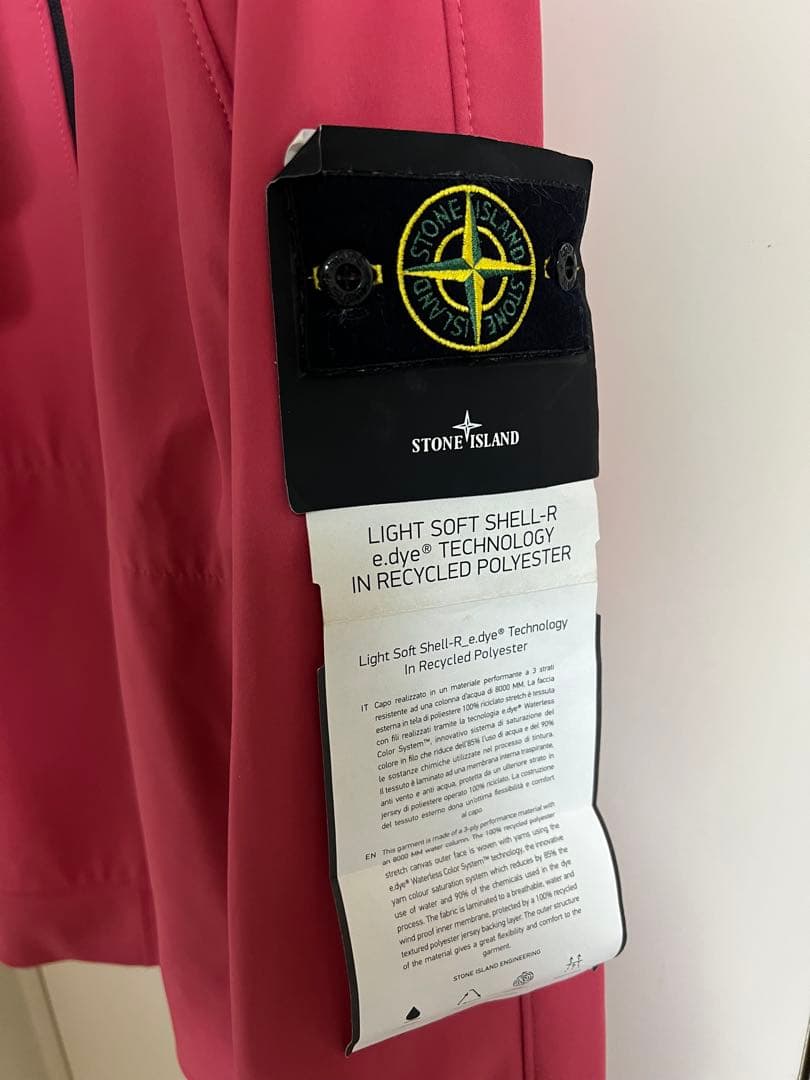 STONE ISLAND
STONE ISLAND
STONE ISLAND
LIGHT SOFT SHELL-R
e.dye® TECHNOLOGY
IN RECYCLED POLYESTER
Light Soft Shell-R_e.dye® Technology
In Recycled Polyester
IT Capo realizzato in un materiale performante a 3 strati
resistente ad una colonna d'acqua di 8000 MM. La faccia
esterna in tela di poliestere 100% riciclato stretch è tessuta
con fili realizzati tramite la tecnologia e.dye® Waterless
Color System™, innovativo sistema di saturazione del
colore in filo che riduce dell'85% l'uso di acqua e del 90%
le sostanze chimiche utilizzate nel processo di tintura.
Il tessuto è laminato ad una membrana interna traspirante,
anti vento e anti acqua, protetta da un ulteriore strato in
jersey di poliestere operato 100% riciclato. La costruzione
del tessuto esterno dona un'ottima flessibilità e comfort
al capo.
EN This garment is made of a 3-ply performance material with
an 8000 MM water column. The 100% recycled polyester
stretch canvas outer face is woven with yarns using the
e.dye® Waterless Color System™ technology, the innovative
yarn colour saturation system which reduces by 85% the
use of water and 90% of the chemicals used in the dye
process. The fabric is laminated to a breathable, water and
wind proof inner membrane, protected by a 100% recycled
textured polyester jersey backing layer. The outer structure
of the material gives a great flexibility and comfort to the
garment.
STONE ISLAND ENGINEERING